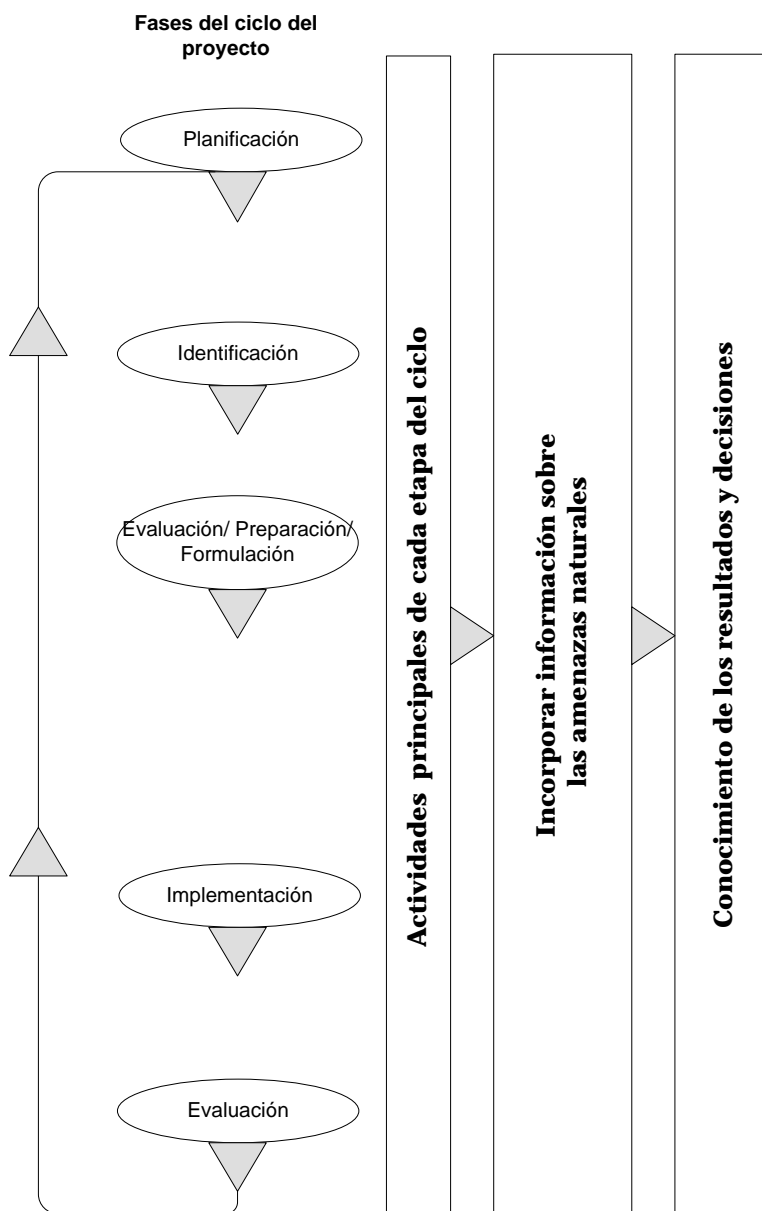 Fases del ciclo del
proyecto
Planificación
Identificación
Evaluación/ Preparación/
Formulación
Implementación
Evaluación
Actividades principales de cada etapa del ciclo
Incorporar información sobre
las amenazas naturales
Conocimiento de los resultados y decisiones